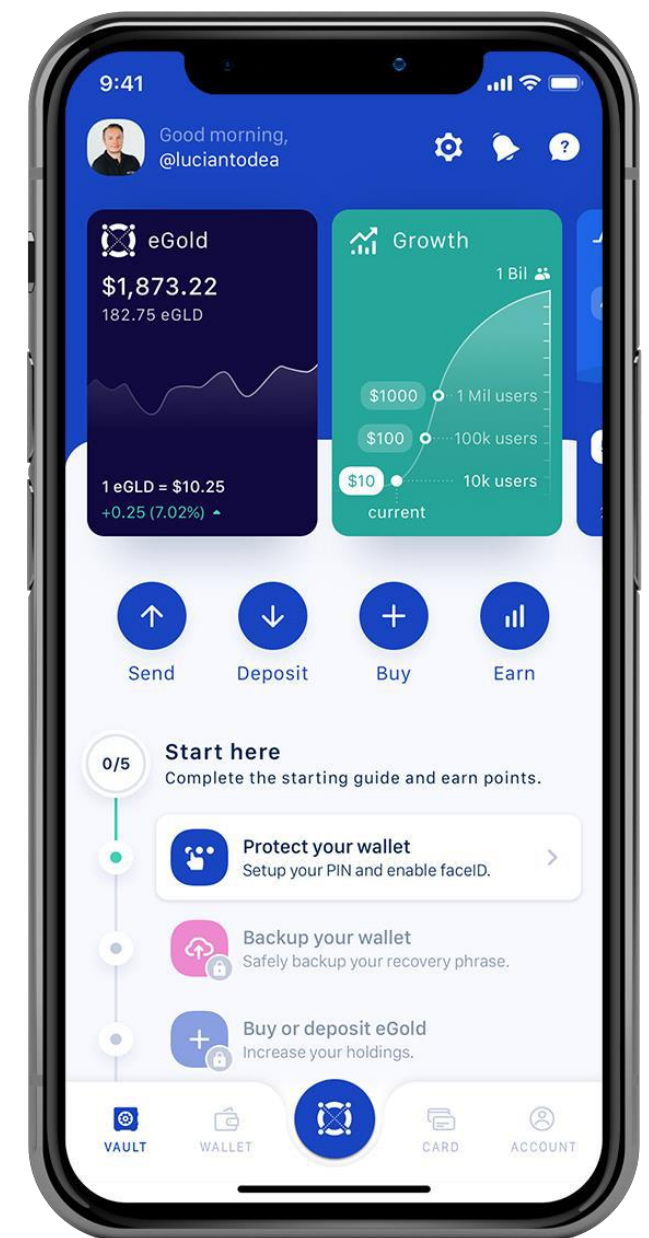 9:41
Good morning,
@luciantodea
?
eGold
$1,873.22
182.75 eGLD
1 eGLD = $10.25
+0.25 (7.02%)
Growth
1 Bil
$1000 1 Mil users
$100 100k users
$10 10k users
current
Send Deposit Buy Earn
0/5
Start here
Complete the starting guide and earn points.
Protect your wallet
Setup your PIN and enable faceID.
Backup your wallet
Safely backup your recovery phrase.
Buy or deposit eGold
Increase your holdings.
VAULT WALLET CARD ACCOUNT